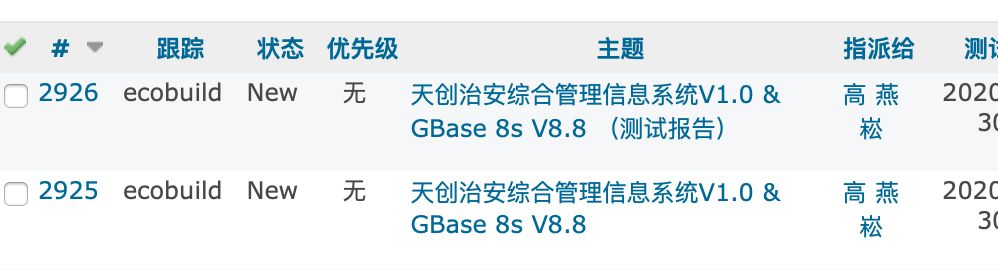 # 跟踪 状态 优先级 主题 指派给 测试
2926 ecobuild New 无 天创治安综合管理信息系统V1.0 & 高 燕 2020
GBase 8s V8.8 （测试报告） 崧 30
2925 ecobuild New 无 天创治安综合管理信息系统V1.0 & 高 燕 2020
GBase 8s V8.8 崧 30